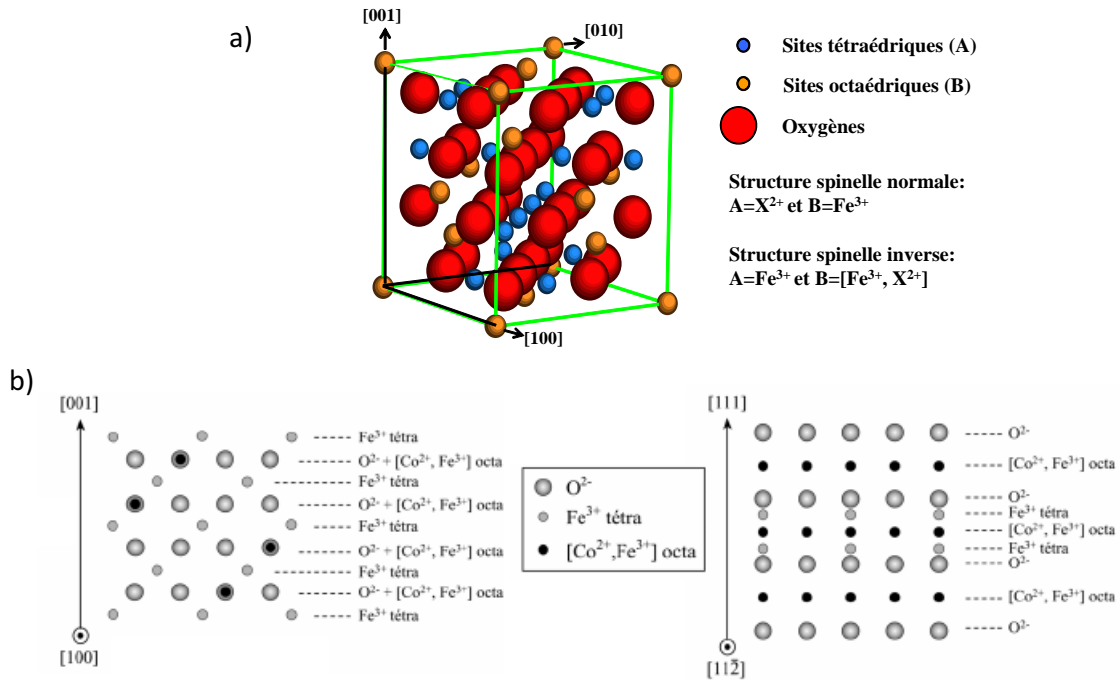 a)
[001]
[010]
[100]
Sites tétraédriques (A)
Sites octaédriques (B)
Oxygènes
Structure spinelle normale:
A=X²⁺ et B=Fe³⁺
Structure spinelle inverse:
A=Fe³⁺ et B=[Fe³⁺, X²⁺]
b)
[001]
Fe³⁺ tétra
O²⁻ + [Co²⁺, Fe³⁺] octa
Fe³⁺ tétra
O²⁻ + [Co²⁺, Fe³⁺] octa
Fe³⁺ tétra
O²⁻ + [Co²⁺, Fe³⁺] octa
Fe³⁺ tétra
O²⁻ + [Co²⁺, Fe³⁺] octa
Fe³⁺ tétra
[100]
O²⁻
Fe³⁺ tétra
[Co²⁺,Fe³⁺] octa
[111]
O²⁻
[Co²⁺, Fe³⁺] octa
O²⁻
Fe³⁺ tétra
[Co²⁺, Fe³⁺] octa
Fe³⁺ tétra
O²⁻
[Co²⁺, Fe³⁺] octa
O²⁻
[112̄]